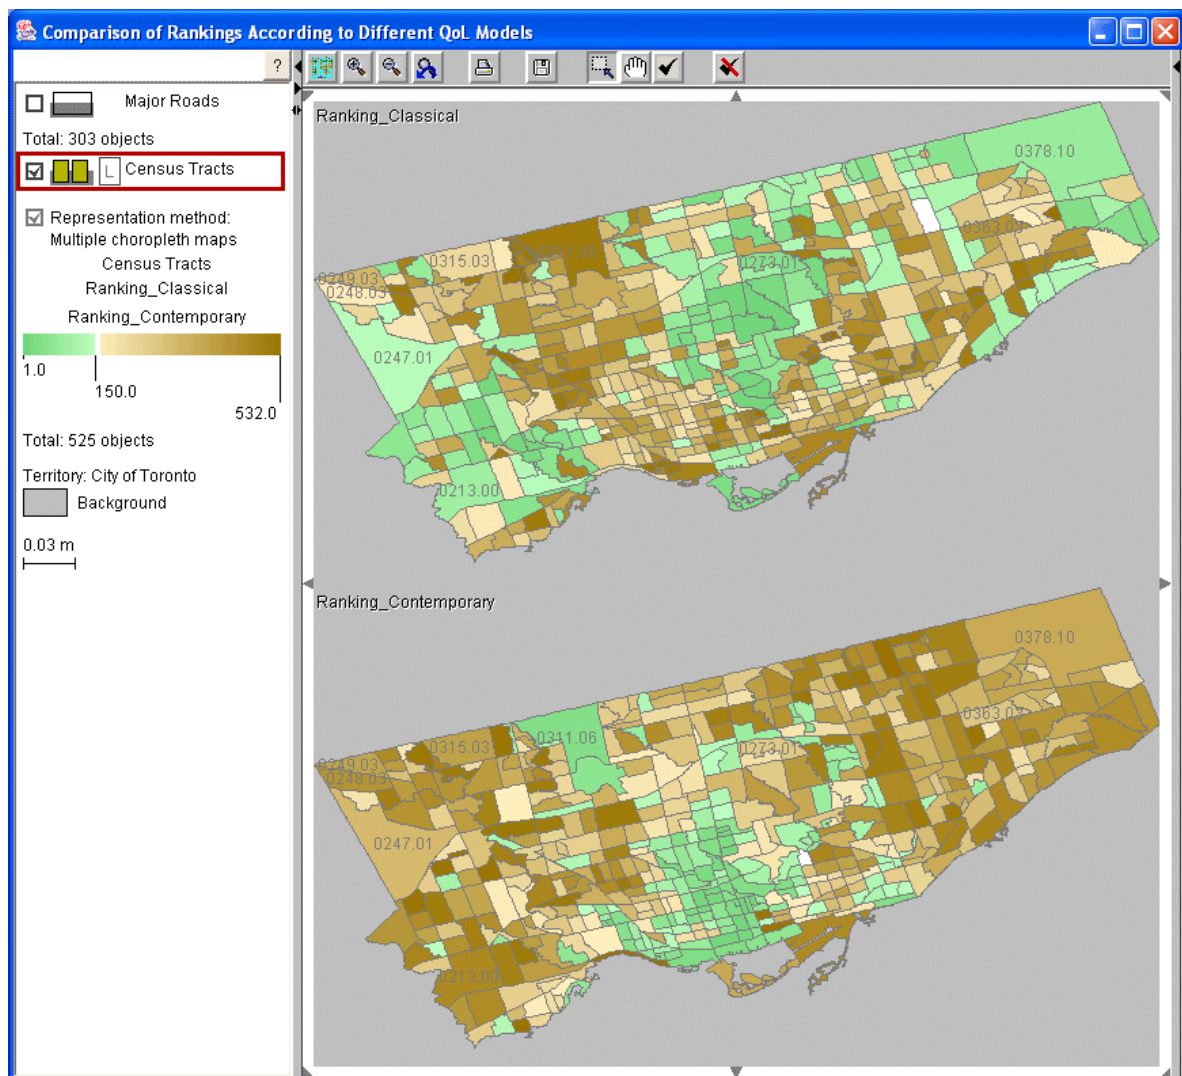 Comparison of Rankings According to Different QoL Models
?
Major Roads
Total: 303 objects
L Census Tracts
Representation method:
Multiple choropleth maps
Census Tracts
Ranking_Classical
Ranking_Contemporary
1.0
150.0
532.0
Total: 525 objects
Territory: City of Toronto
Background
0.03 m
Ranking_Classical
0378.10
0363.03
0311.06
0315.03
0273.01
0249.03
0248.03
0247.01
0213.00
Ranking_Contemporary
0378.10
0363.03
0311.06
0315.03
0273.01
0249.03
0248.03
0247.01
0213.00